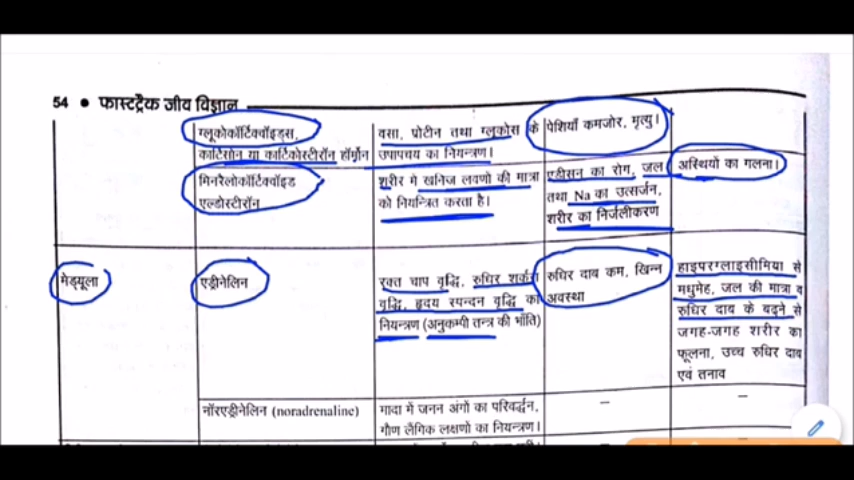 54 • फास्टट्रैक जीव विज्ञान
ग्लूकोकॉर्टिक्वॉइड्स,
कार्टिसोन या कार्टिकोस्टीरॉन हॉर्मोन
वसा, प्रोटीन तथा ग्लूकोस के
उपापचय का नियन्त्रण।
पेशियाँ कमजोर, मृत्यु।
मिनरैलोकॉर्टिक्वॉइड
एल्डोस्टीरॉन
शरीर मे खनिज लवणो की मात्रा
को नियन्त्रित करता है।
एडीसन का रोग, जल
तथा Na का उत्सर्जन,
शरीर का निर्जलीकरण
अस्थियों का गलना।
मेड्यूला
एड्रीनेलिन
रक्त चाप वृद्धि, रुधिर शर्करा
वृद्धि, हृदय स्पन्दन वृद्धि का
नियन्त्रण (अनुकम्पी तन्त्र की भाँति)
रुधिर दाब कम, खिन्न
अवस्था
हाइपरग्लाइसीमिया से
मधुमेह, जल की मात्रा व
रुधिर दाब के बढ़ने से
जगह-जगह शरीर का
फूलना, उच्च रुधिर दाब
एवं तनाव
नॉरएड्रीनेलिन (noradrenaline)
मादा में जनन अंगों का परिवर्द्धन,
गौण लैंगिक लक्षणो का नियन्त्रण।
–
–